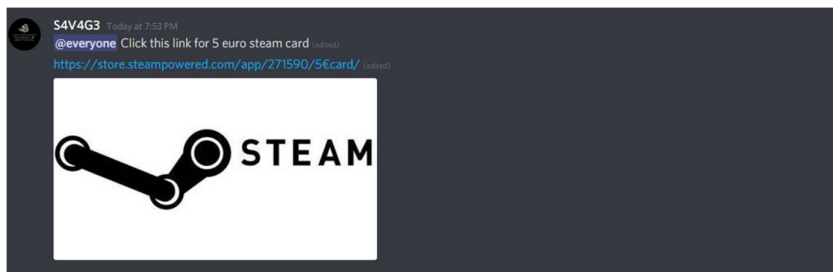 S4V4G3 Today at 7:53 PM
@everyone Click this link for 5 euro steam card (edited)
https://store.steampowered.com/app/271590/5€card/ (edited)
STEAM